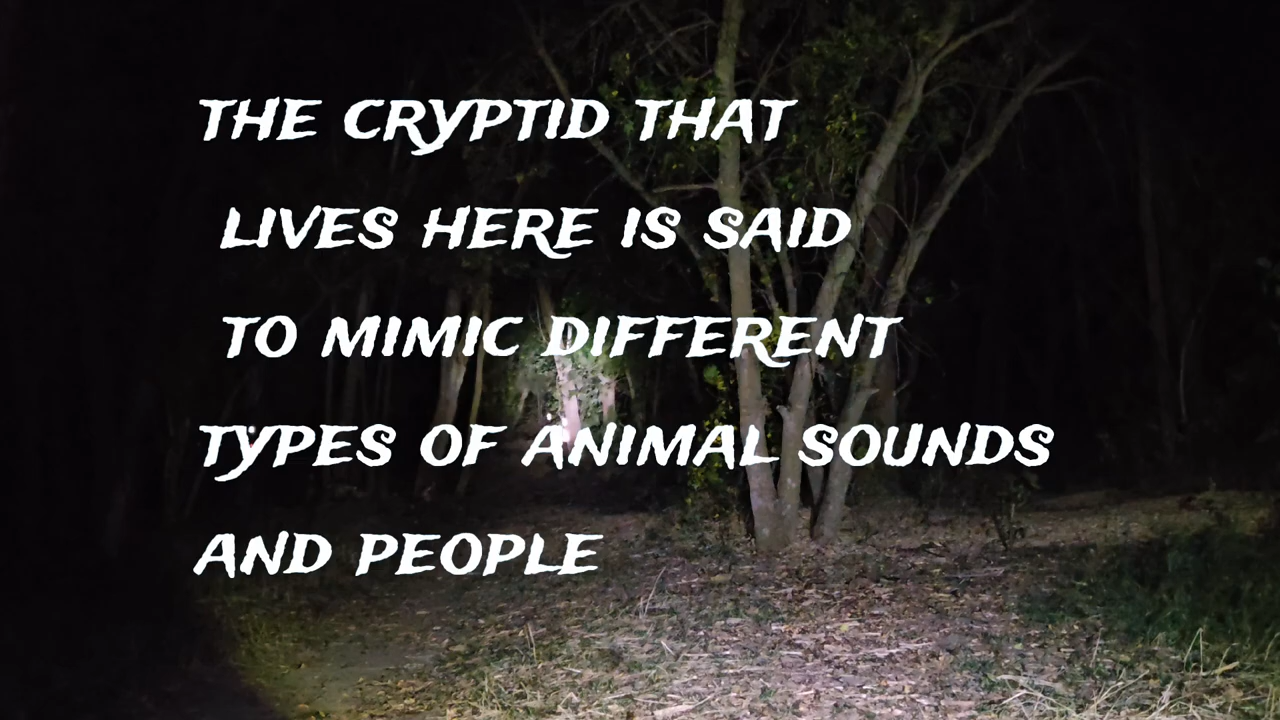 THE CRYPTID THAT
LIVES HERE IS SAID
TO MIMIC DIFFERENT
TYPES OF ANIMAL SOUNDS
AND PEOPLE